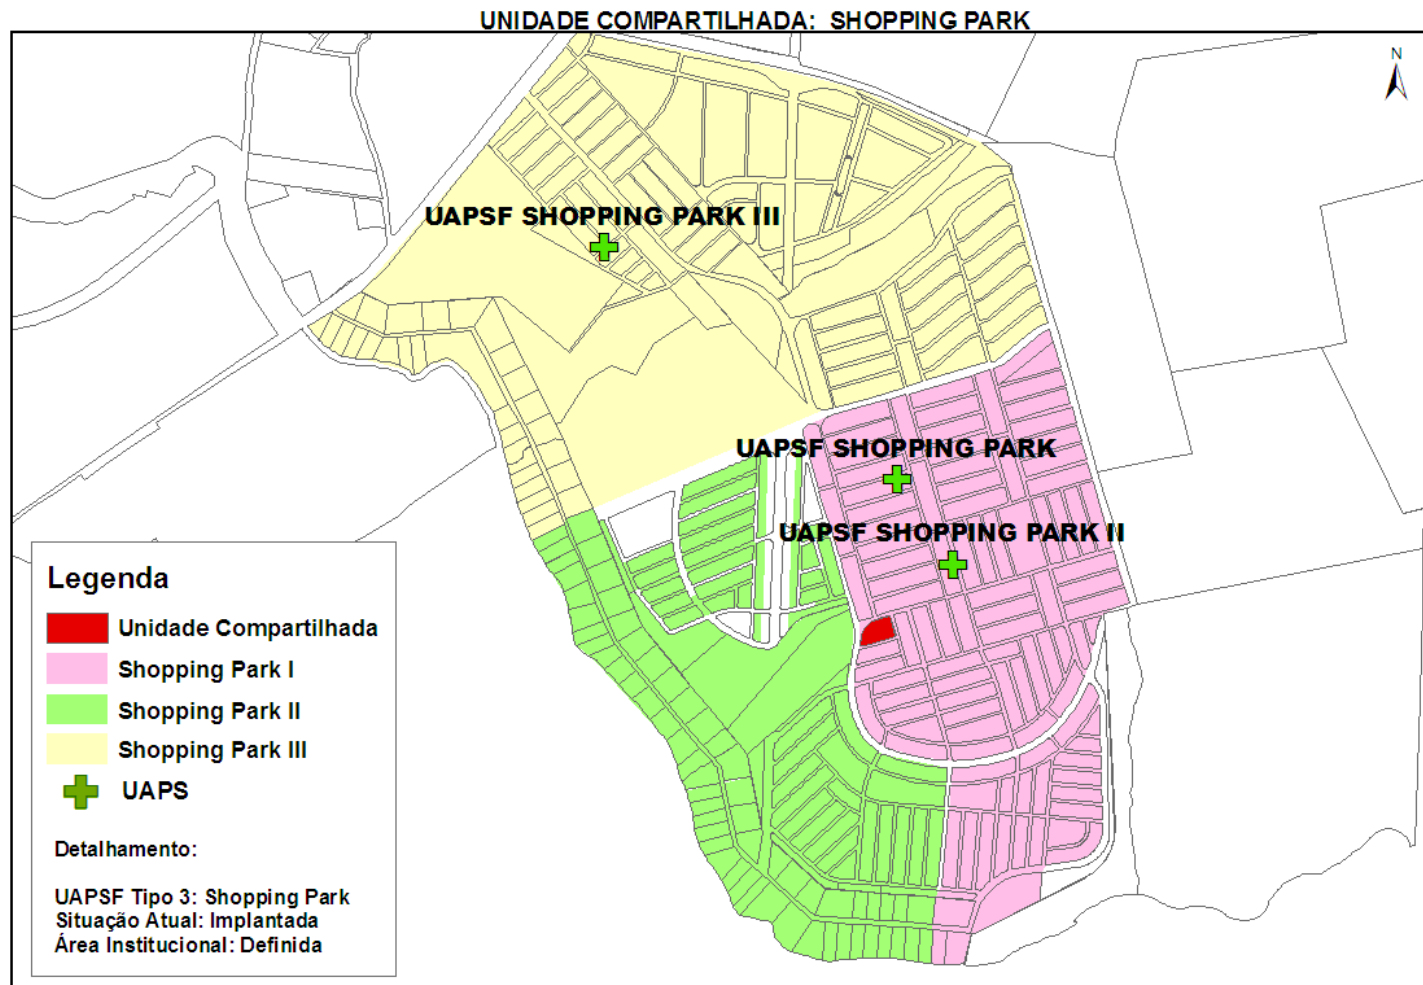 UNIDADE COMPARTILHADA: SHOPPING PARK
N
UAPSF SHOPPING PARK III
UAPSF SHOPPING PARK
UAPSF SHOPPING PARK II
Legenda
Unidade Compartilhada
Shopping Park I
Shopping Park II
Shopping Park III
UAPS
Detalhamento:
UAPSF Tipo 3: Shopping Park
Situação Atual: Implantada
Área Institucional: Definida